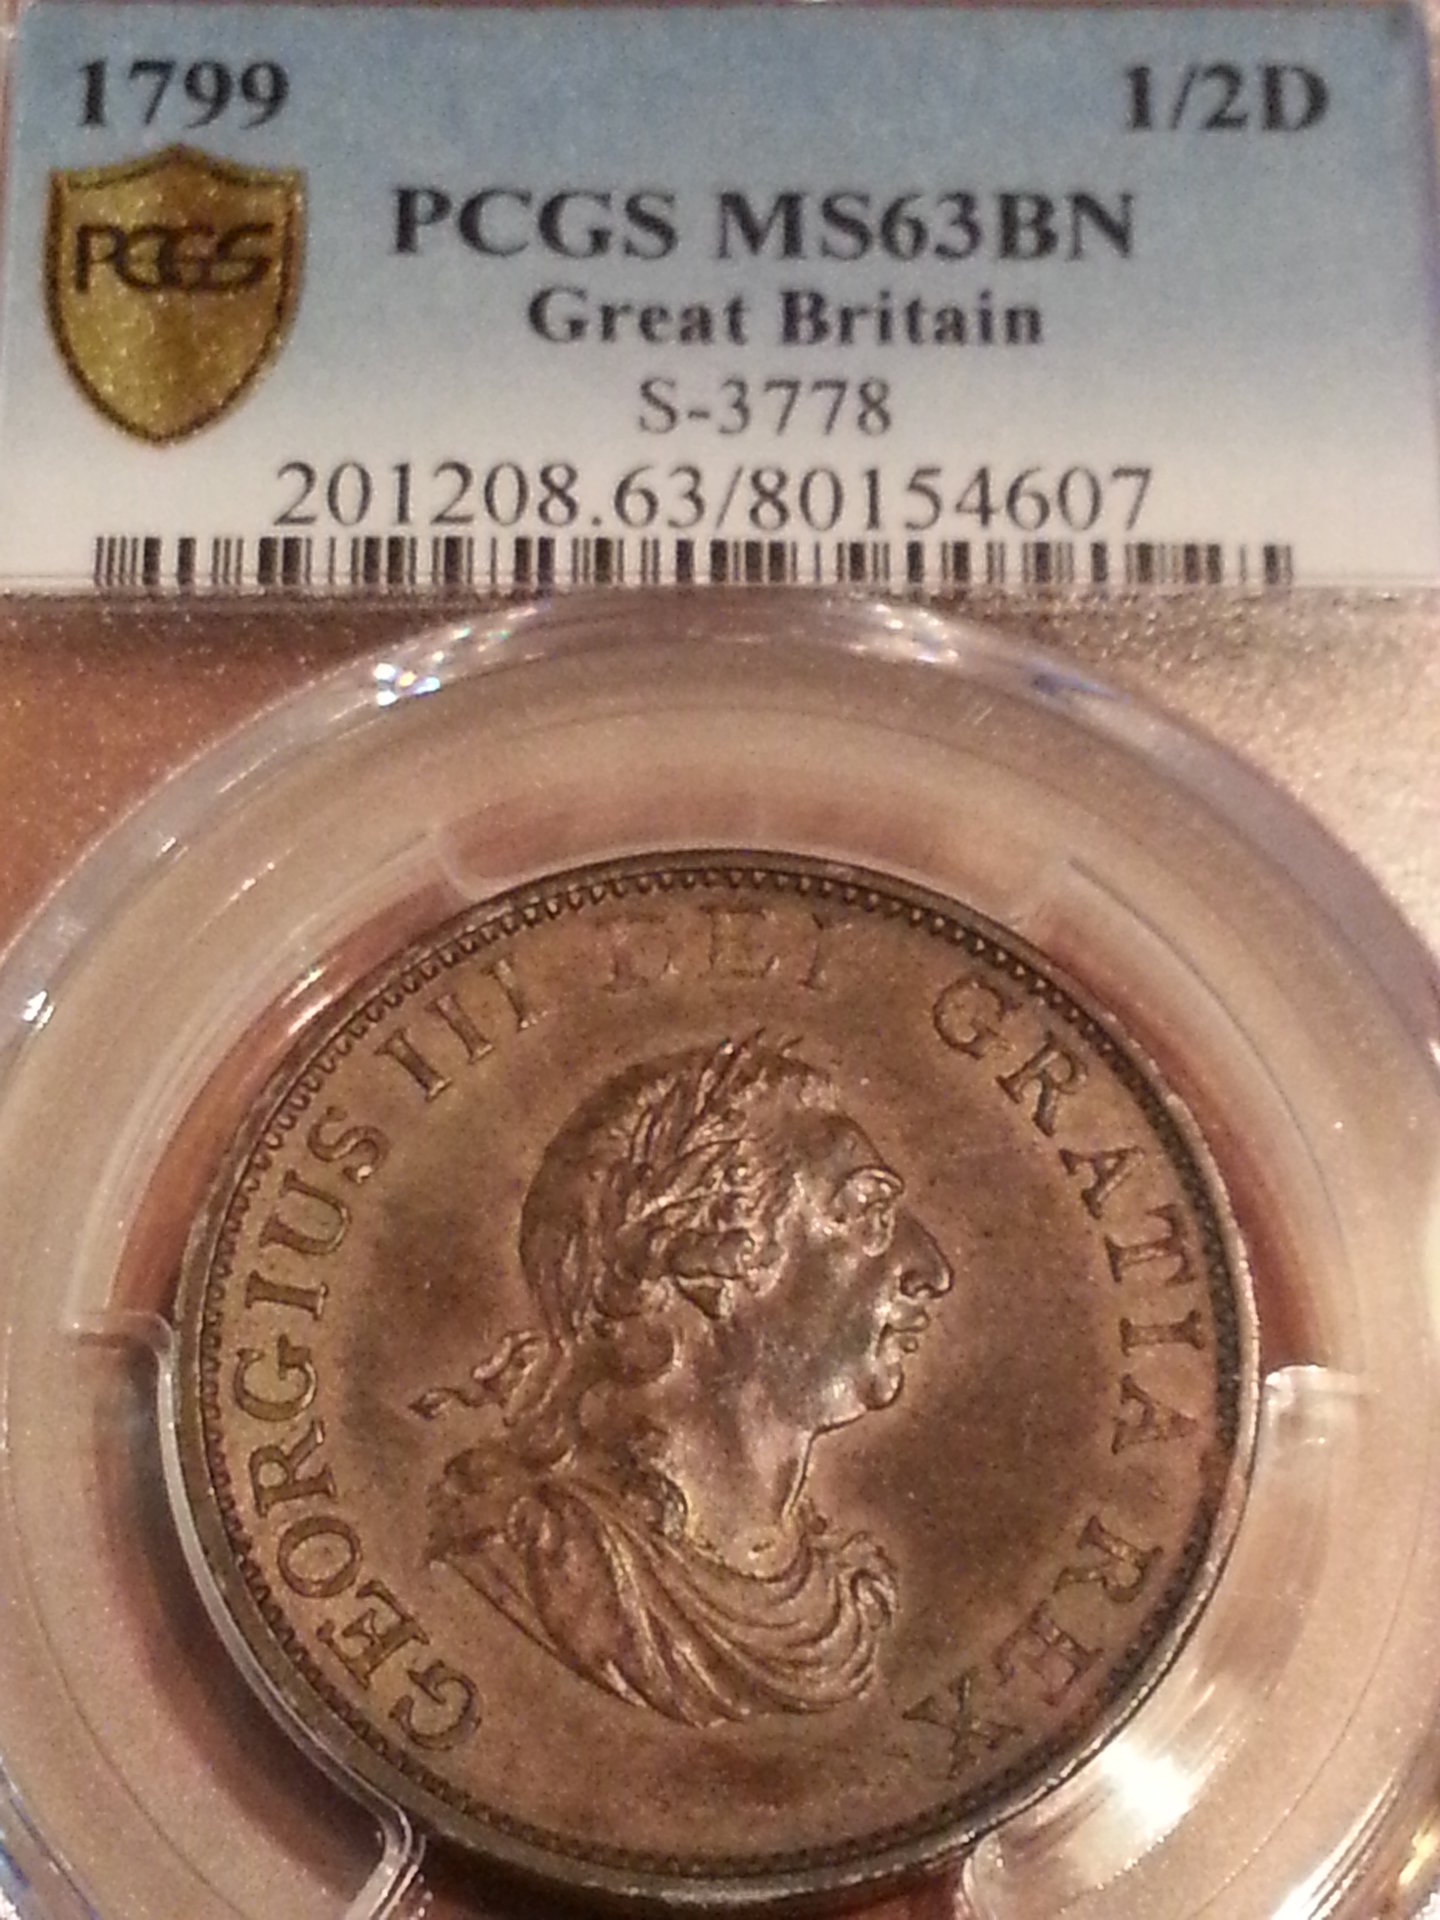 1799 1/2D
PCGS
PCGS MS63BN
Great Britain
S-3778
201208.63/80154607
GEORGIUS III DEI GRATIA REX